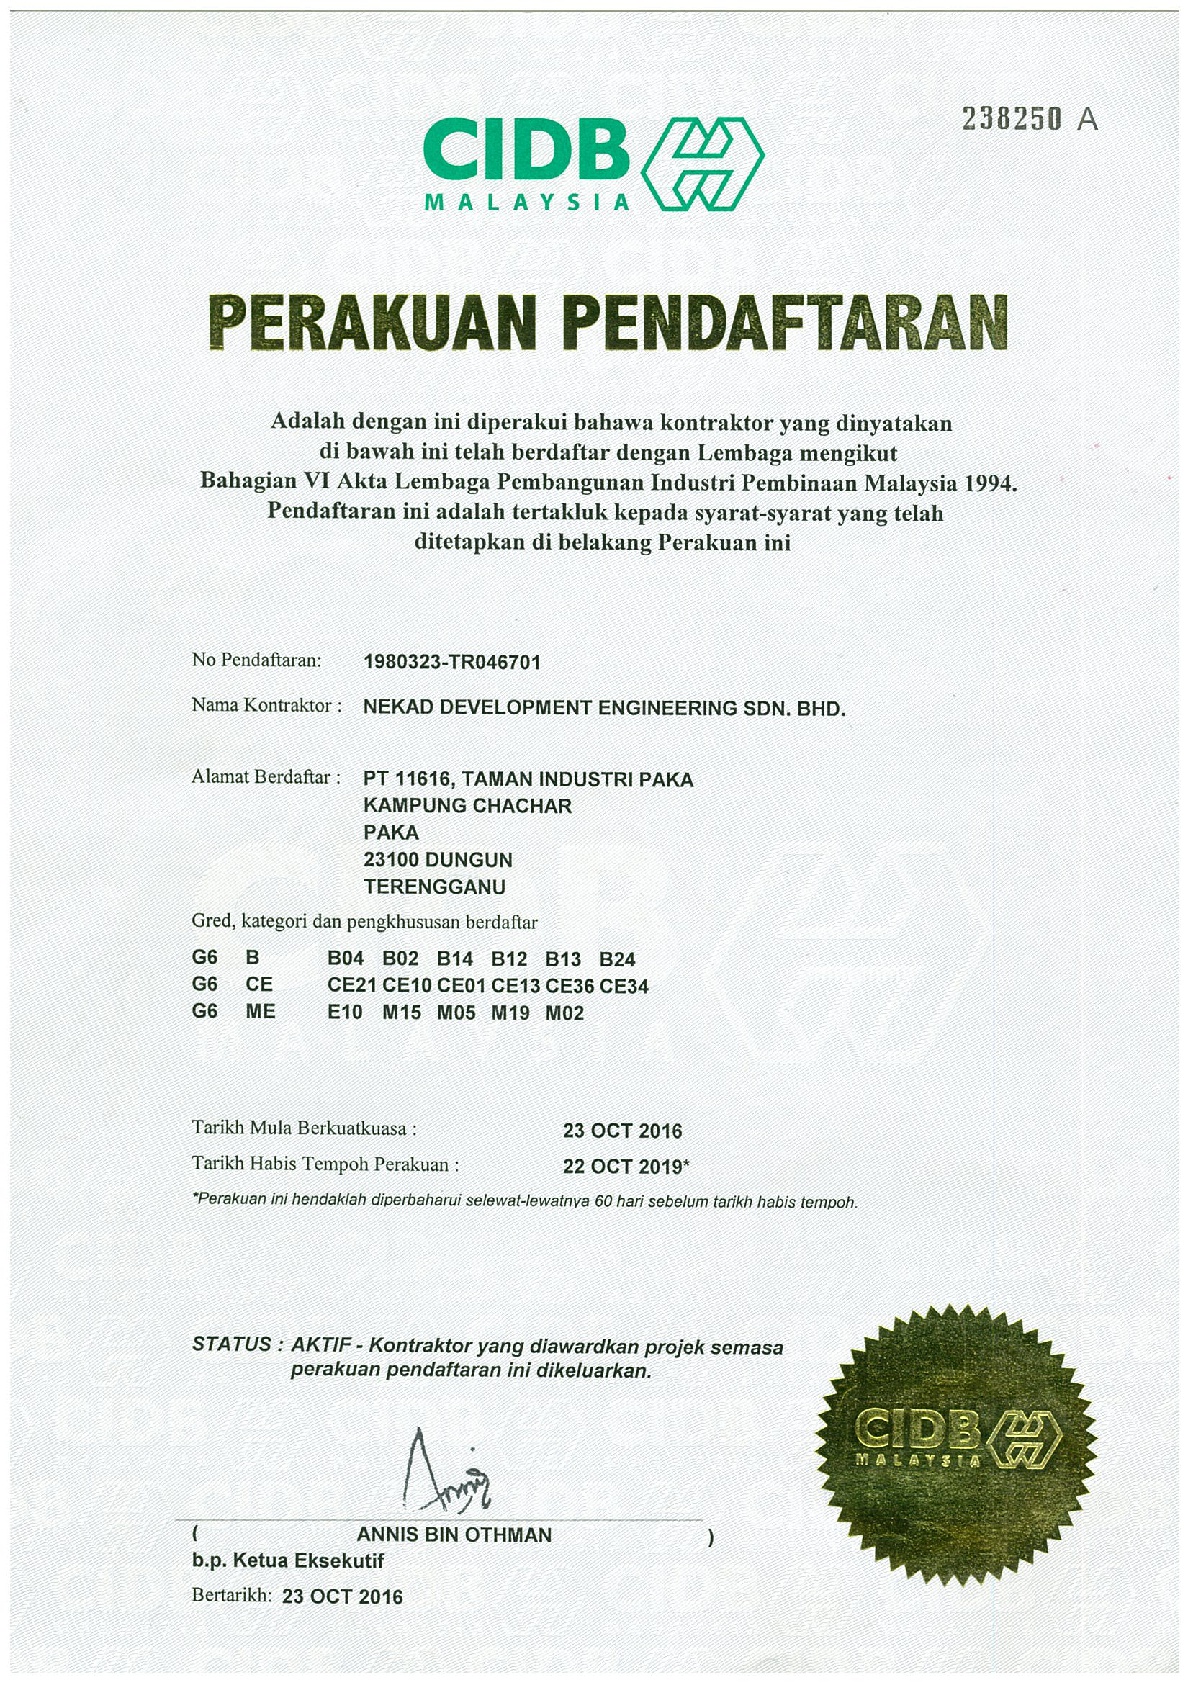 238250 A
CIDB
MALAYSIA
PERAKUAN PENDAFTARAN
Adalah dengan ini diperakui bahawa kontraktor yang dinyatakan
di bawah ini telah berdaftar dengan Lembaga mengikut
Bahagian VI Akta Lembaga Pembangunan Industri Pembinaan Malaysia 1994.
Pendaftaran ini adalah tertakluk kepada syarat-syarat yang telah
ditetapkan di belakang Perakuan ini
No Pendaftaran: 1980323-TR046701
Nama Kontraktor : NEKAD DEVELOPMENT ENGINEERING SDN. BHD.
Alamat Berdaftar : PT 11616, TAMAN INDUSTRI PAKA
KAMPUNG CHACHAR
PAKA
23100 DUNGUN
TERENGGANU
Gred, kategori dan pengkhususan berdaftar
G6 B B04 B02 B14 B12 B13 B24
G6 CE CE21 CE10 CE01 CE13 CE36 CE34
G6 ME E10 M15 M05 M19 M02
Tarikh Mula Berkuatkuasa : 23 OCT 2016
Tarikh Habis Tempoh Perakuan : 22 OCT 2019*
*Perakuan ini hendaklah diperbaharui selewat-lewatnya 60 hari sebelum tarikh habis tempoh.
STATUS : AKTIF - Kontraktor yang diawardkan projek semasa
perakuan pendaftaran ini dikeluarkan.
CIDB
MALAYSIA
Annis
( ANNIS BIN OTHMAN )
b.p. Ketua Eksekutif
Bertarikh: 23 OCT 2016